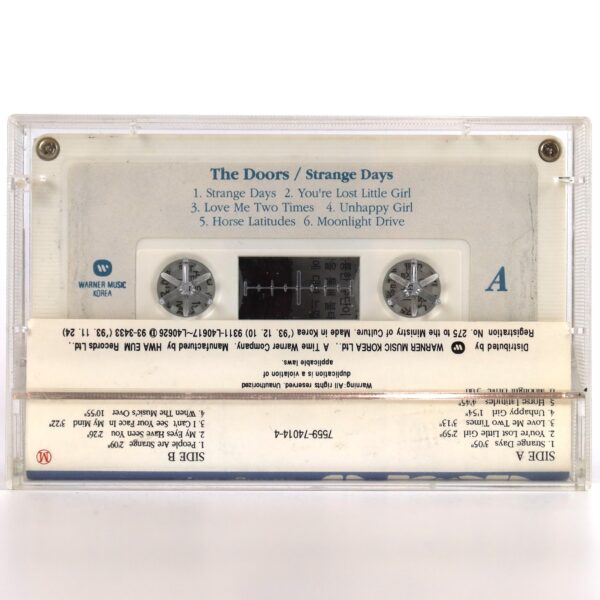 The Doors / Strange Days
1. Strange Days 2. You're Lost Little Girl
3. Love Me Two Times 4. Unhappy Girl
5. Horse Latitudes 6. Moonlight Drive
WARNER MUSIC
KOREA
A
SIDE A
1. Strange Days 3'05"
2. You're Lost Little Girl 2'59"
3. Love Me Two Times 3'13"
4. Unhappy Girl 1'54"
5. Horse Latitudes
6. Moonlight Drive
7559-74014-4
SIDE B
1. People Are Strange 2'09"
2. My Eyes Have Seen You 2'26"
3. I Can't See Your Face In My Mind 3'22"
4. When The Music's Over 10'55"
M
Warning: All rights reserved. Unauthorized
duplication is a violation of
applicable laws.
Distributed by WARNER MUSIC KOREA Ltd., A Time Warner Company. Manufactured by HWA EUM Records Ltd.,
Registration No. 275 to the Ministry of Culture. Made in Korea ('93. 12. 10) 93-3433 ('93. 11. 24)